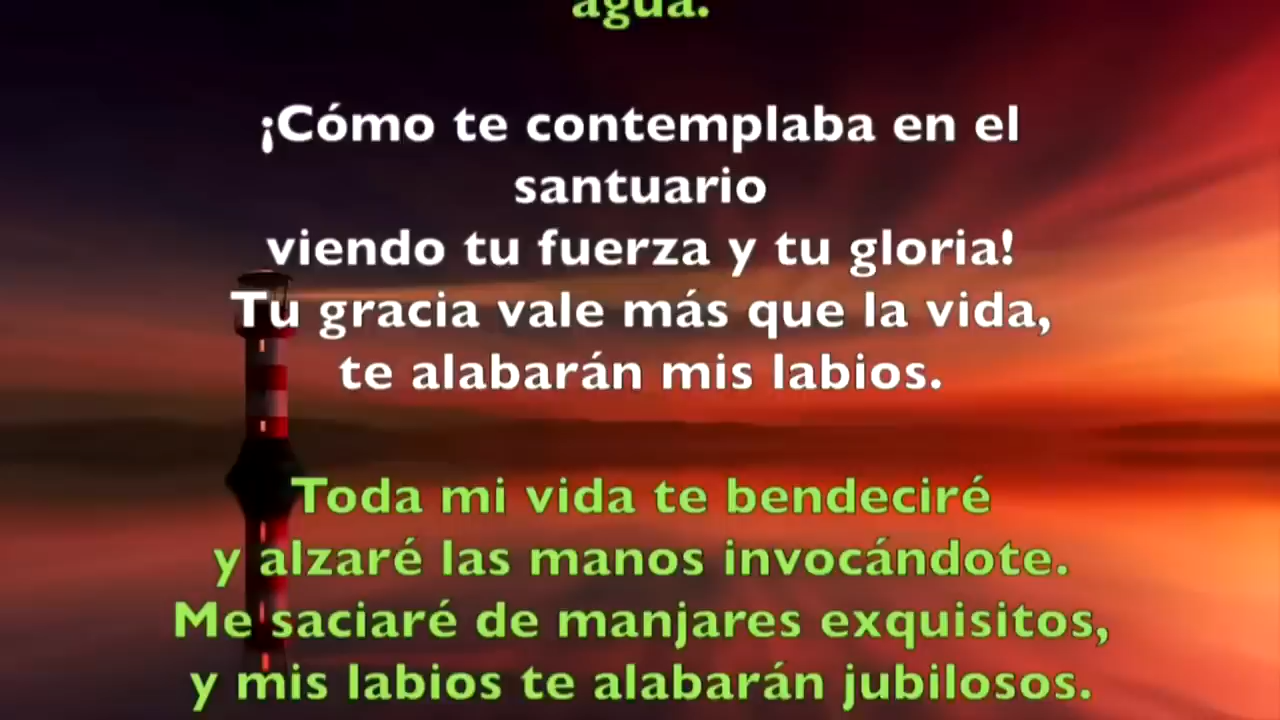 agua.
¡Cómo te contemplaba en el
santuario
viendo tu fuerza y tu gloria!
Tu gracia vale más que la vida,
te alabarán mis labios.
Toda mi vida te bendeciré
y alzaré las manos invocándote.
Me saciaré de manjares exquisitos,
y mis labios te alabarán jubilosos.